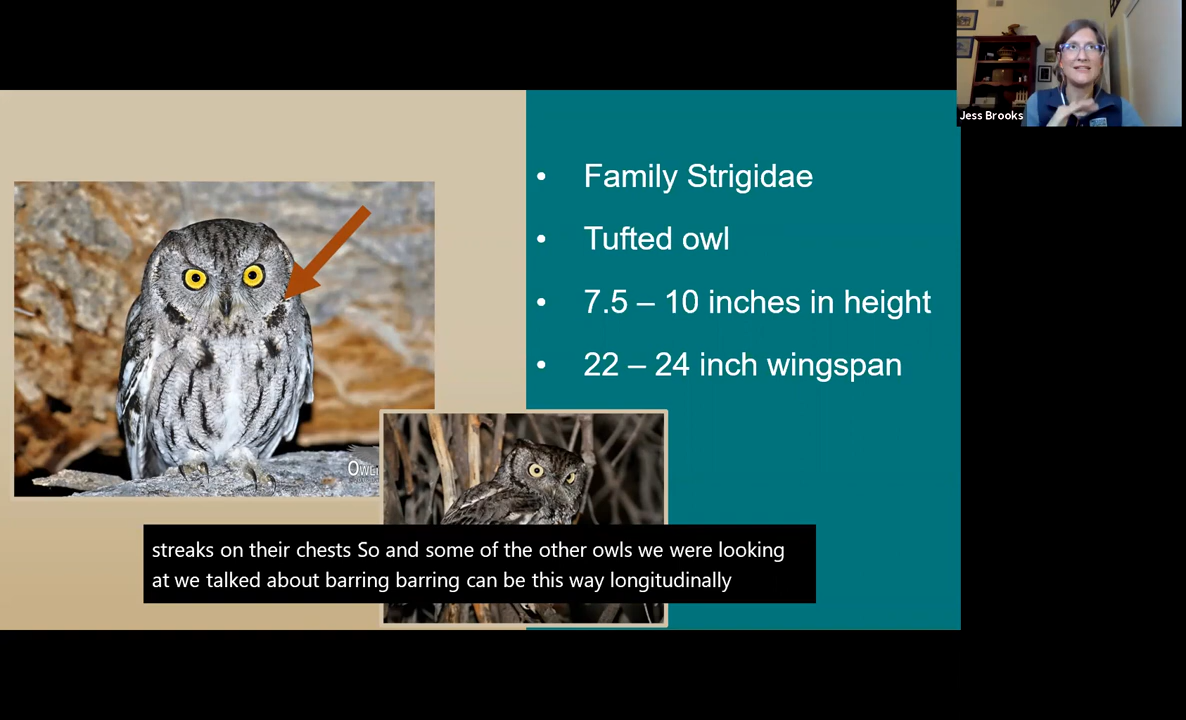 Jess Brooks
• Family Strigidae
• Tufted owl
• 7.5 – 10 inches in height
• 22 – 24 inch wingspan
streaks on their chests So and some of the other owls we were looking
at we talked about barring barring can be this way longitudinally